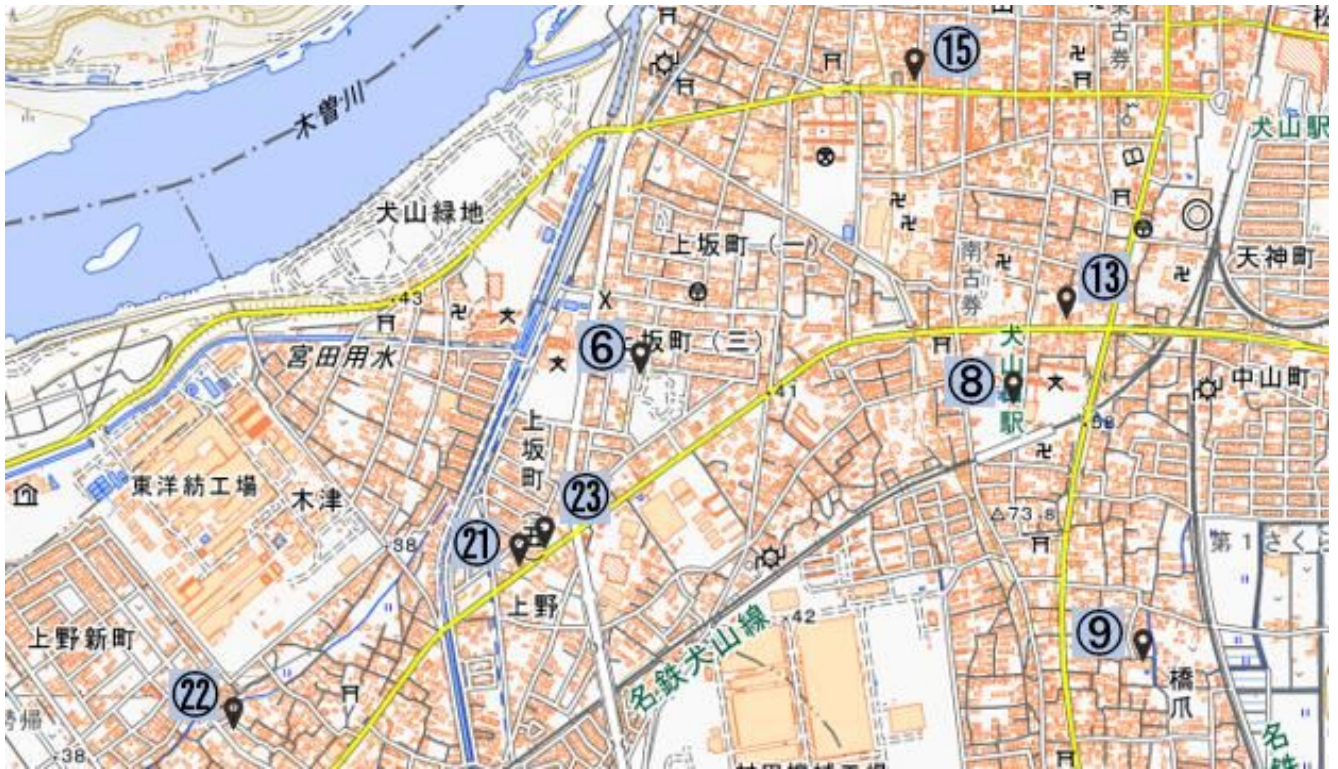 ⑮
木曽川
犬山駅
犬山緑地
上坂町(一)
南古券
天神町
⑬
・43
宮田用水
⑥
坂町(三)
⑧
中山町
・41
上坂町
東洋紡工場
木津
㉓
△73.8
・38
㉑
第1さくら
上野
・42
⑨
上野新町
名鉄犬山線
橋爪
㉒
・38
名鉄